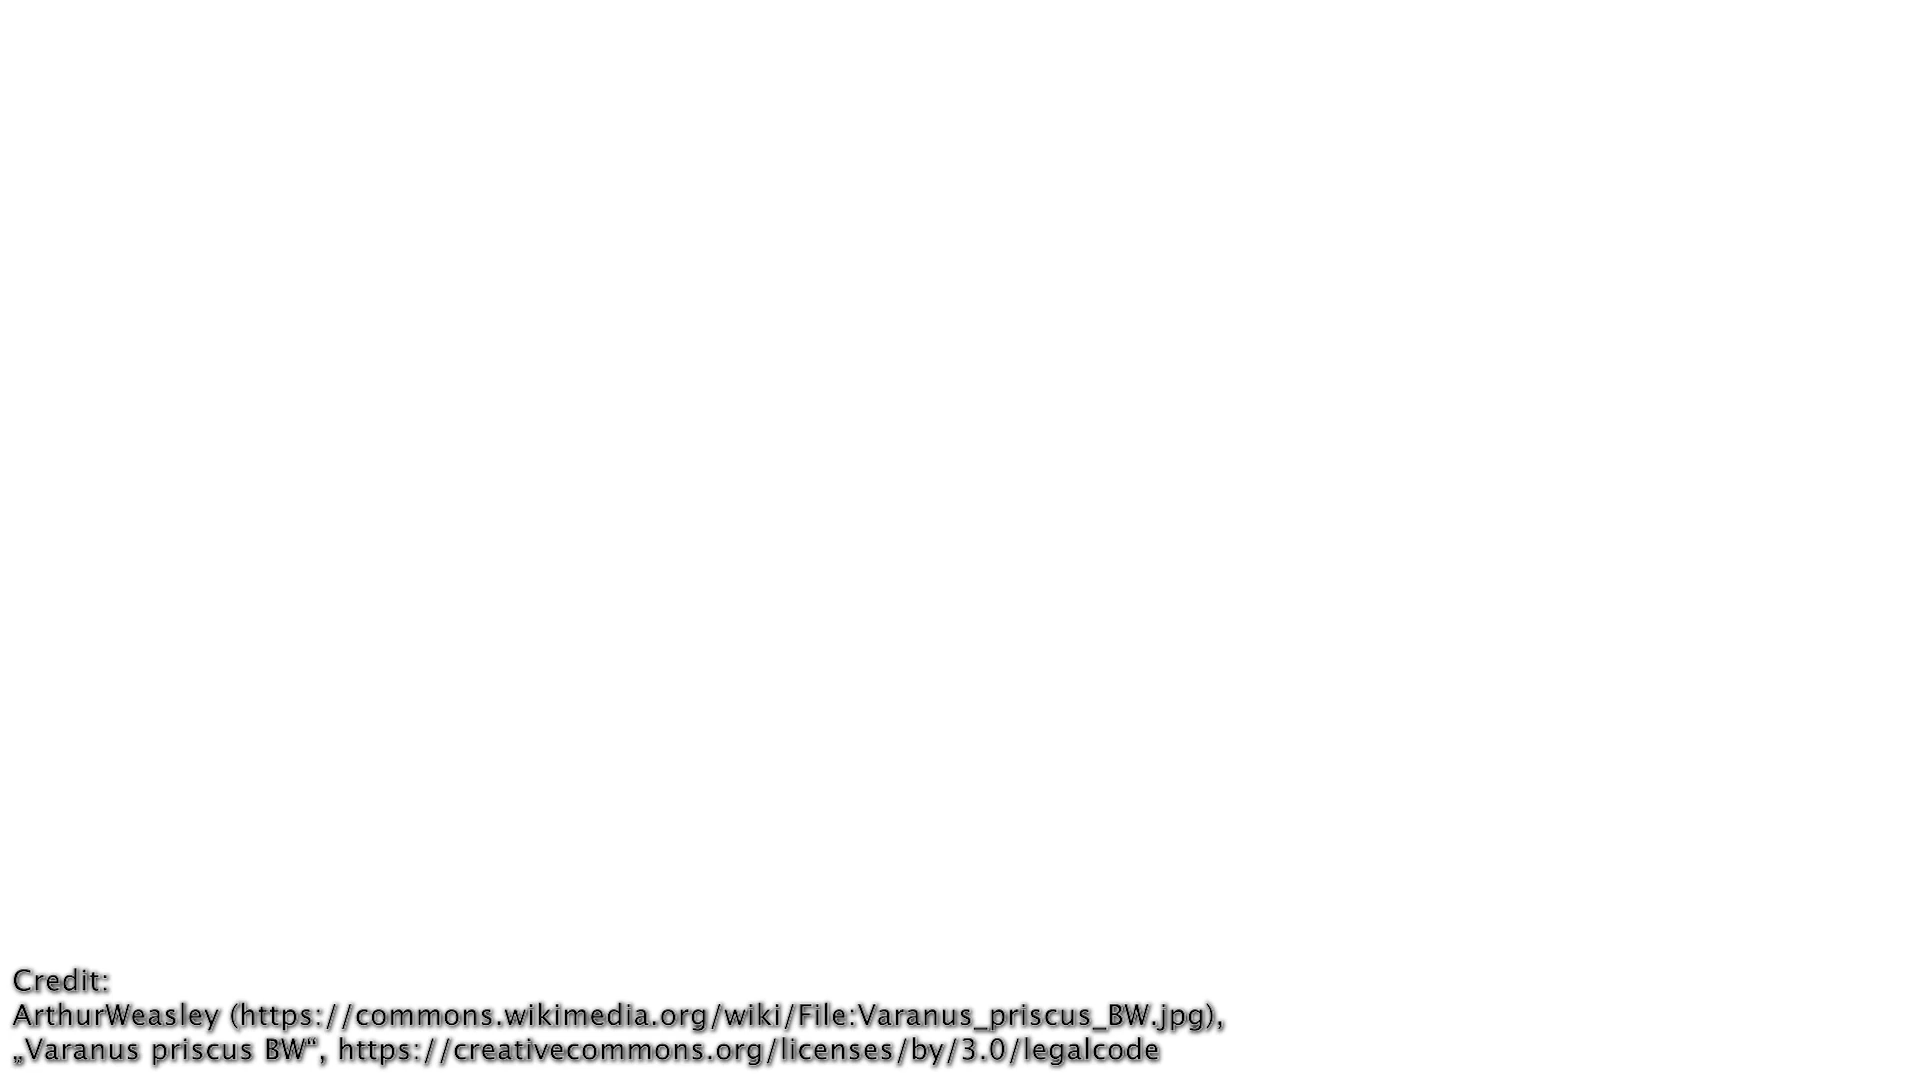 Credit:
ArthurWeasley (https://commons.wikimedia.org/wiki/File:Varanus_priscus_BW.jpg),
„Varanus priscus BW“, https://creativecommons.org/licenses/by/3.0/legalcode